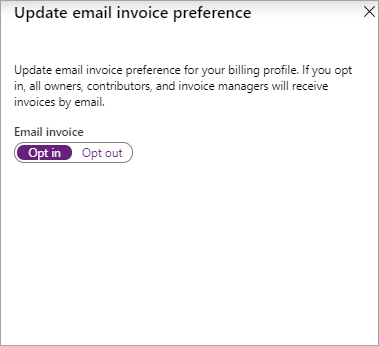 Update email invoice preference
Update email invoice preference for your billing profile. If you opt
in, all owners, contributors, and invoice managers will receive
invoices by email.
Email invoice
Opt in Opt out